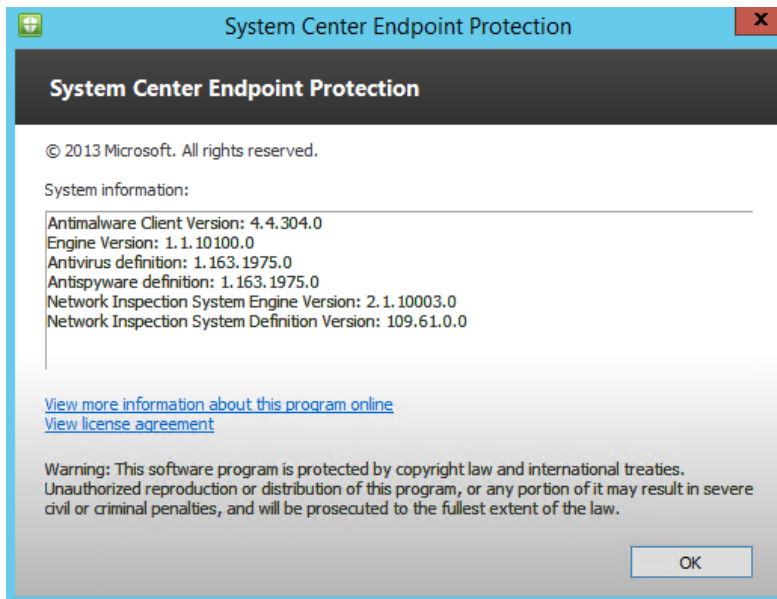 System Center Endpoint Protection
x
System Center Endpoint Protection
© 2013 Microsoft. All rights reserved.
System information:
Antimalware Client Version: 4.4.304.0
Engine Version: 1.1.10100.0
Antivirus definition: 1.163.1975.0
Antispyware definition: 1.163.1975.0
Network Inspection System Engine Version: 2.1.10003.0
Network Inspection System Definition Version: 109.61.0.0
View more information about this program online
View license agreement
Warning: This software program is protected by copyright law and international treaties.
Unauthorized reproduction or distribution of this program, or any portion of it may result in severe
civil or criminal penalties, and will be prosecuted to the fullest extent of the law.
OK